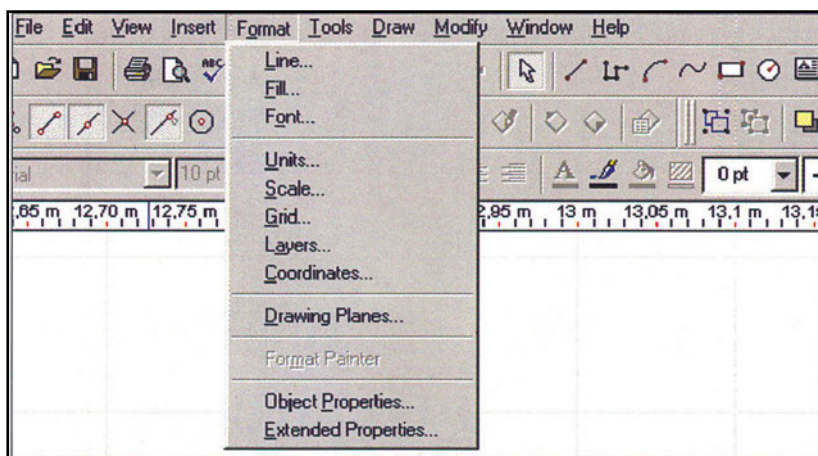 File Edit View Insert Format Tools Draw Modify Window Help
Line...
Fill...
Font...
ABC
10 pt
0 pt
Units...
Scale...
Grid...
Layers...
Coordinates...
12,70 m 12,75 m
2,95 m 13 m 13,05 m 13,1 m
Drawing Planes...
Format Painter
Object Properties...
Extended Properties...